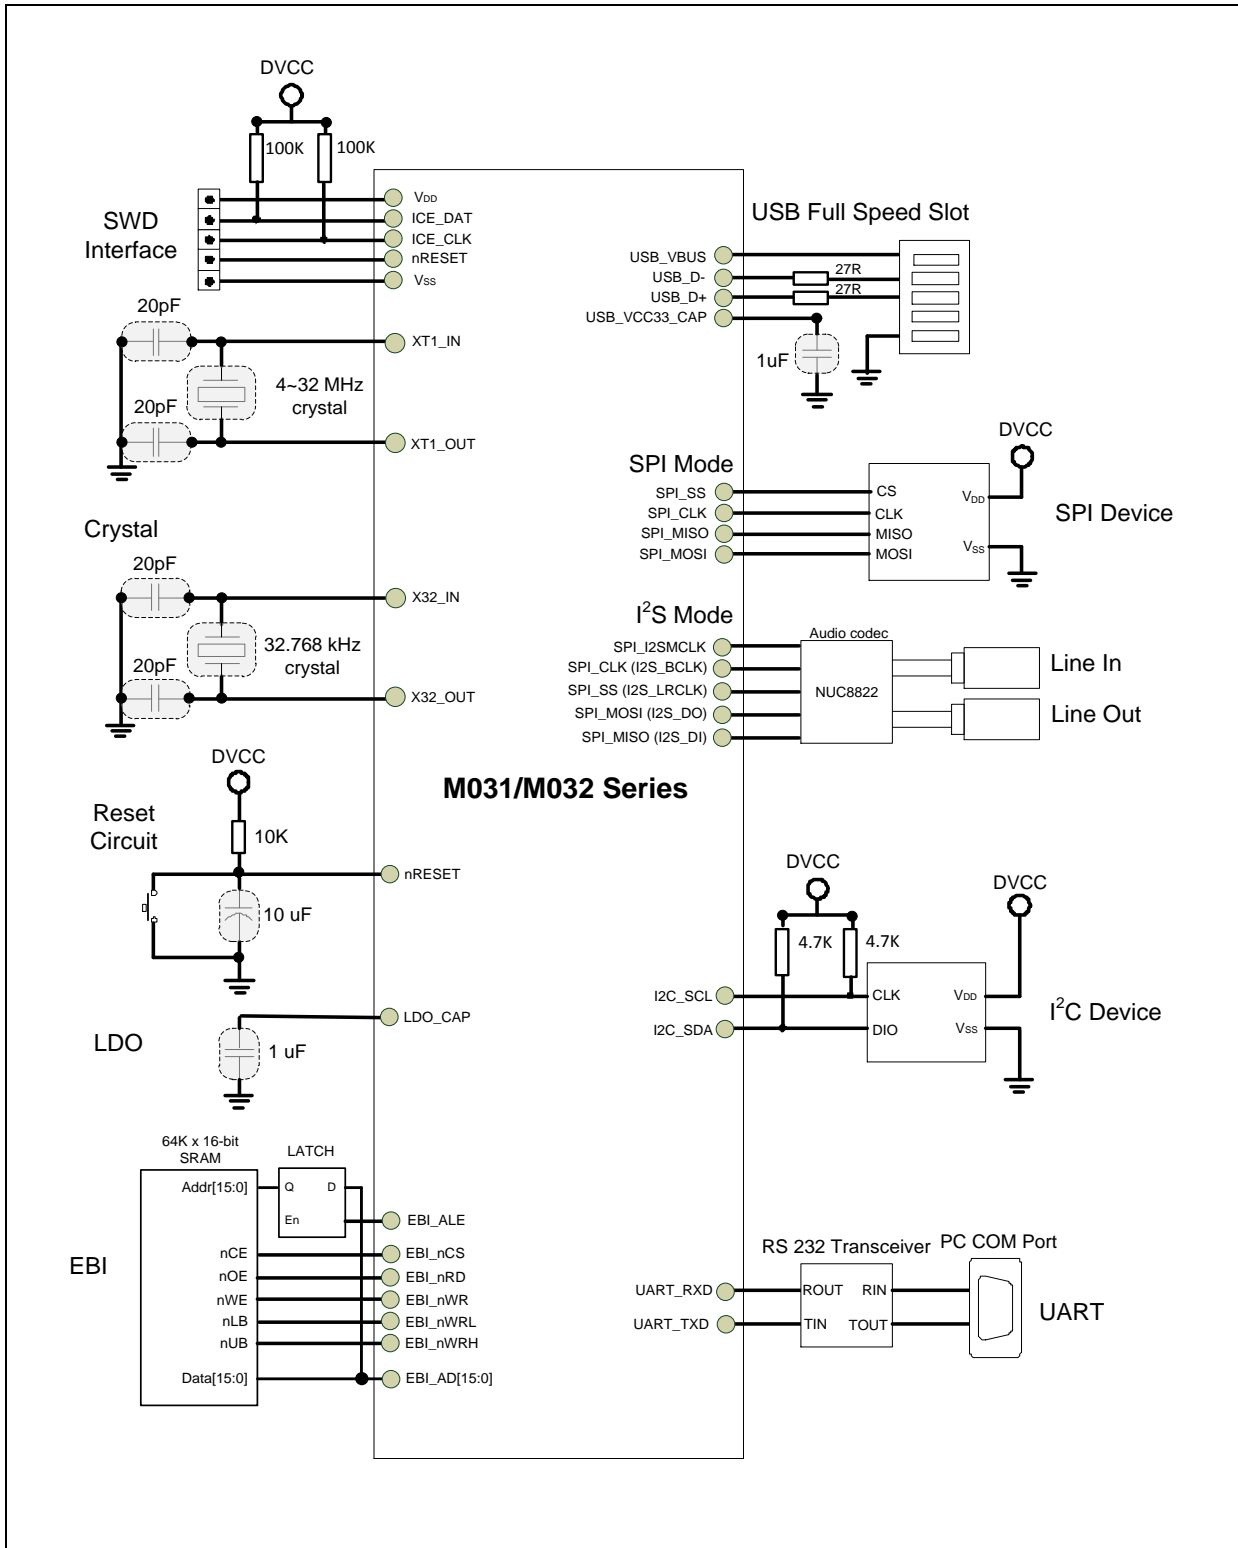 DVCC
100K
100K
SWD
Interface
VDD
ICE_DAT
ICE_CLK
nRESET
VSS
20pF
XT1_IN
4~32 MHz
crystal
20pF
XT1_OUT
Crystal
20pF
X32_IN
32.768 kHz
crystal
20pF
X32_OUT
DVCC
Reset
Circuit
10K
nRESET
10 uF
LDO_CAP
LDO
1 uF
64K x 16-bit
SRAM
LATCH
Addr[15:0]
Q
D
En
EBI_ALE
EBI
nCE
EBI_nCS
nOE
EBI_nRD
nWE
EBI_nWR
nLB
EBI_nWRL
nUB
EBI_nWRH
Data[15:0]
EBI_AD[15:0]
M031/M032 Series
USB Full Speed Slot
USB_VBUS
USB_D-
27R
USB_D+
27R
USB_VCC33_CAP
1uF
SPI Mode
DVCC
SPI_SS
CS
VDD
SPI_CLK
CLK
SPI Device
SPI_MISO
MISO
SPI_MOSI
MOSI
VSS
I2S Mode
Audio codec
SPI_I2SMCLK
SPI_CLK (I2S_BCLK)
Line In
SPI_SS (I2S_LRCLK)
NUC8822
SPI_MOSI (I2S_DO)
Line Out
SPI_MISO (I2S_DI)
DVCC
DVCC
4.7K
4.7K
I2C_SCL
CLK
VDD
I2C Device
I2C_SDA
DIO
VSS
RS 232 Transceiver
PC COM Port
UART_RXD
ROUT
RIN
UART
UART_TXD
TIN
TOUT